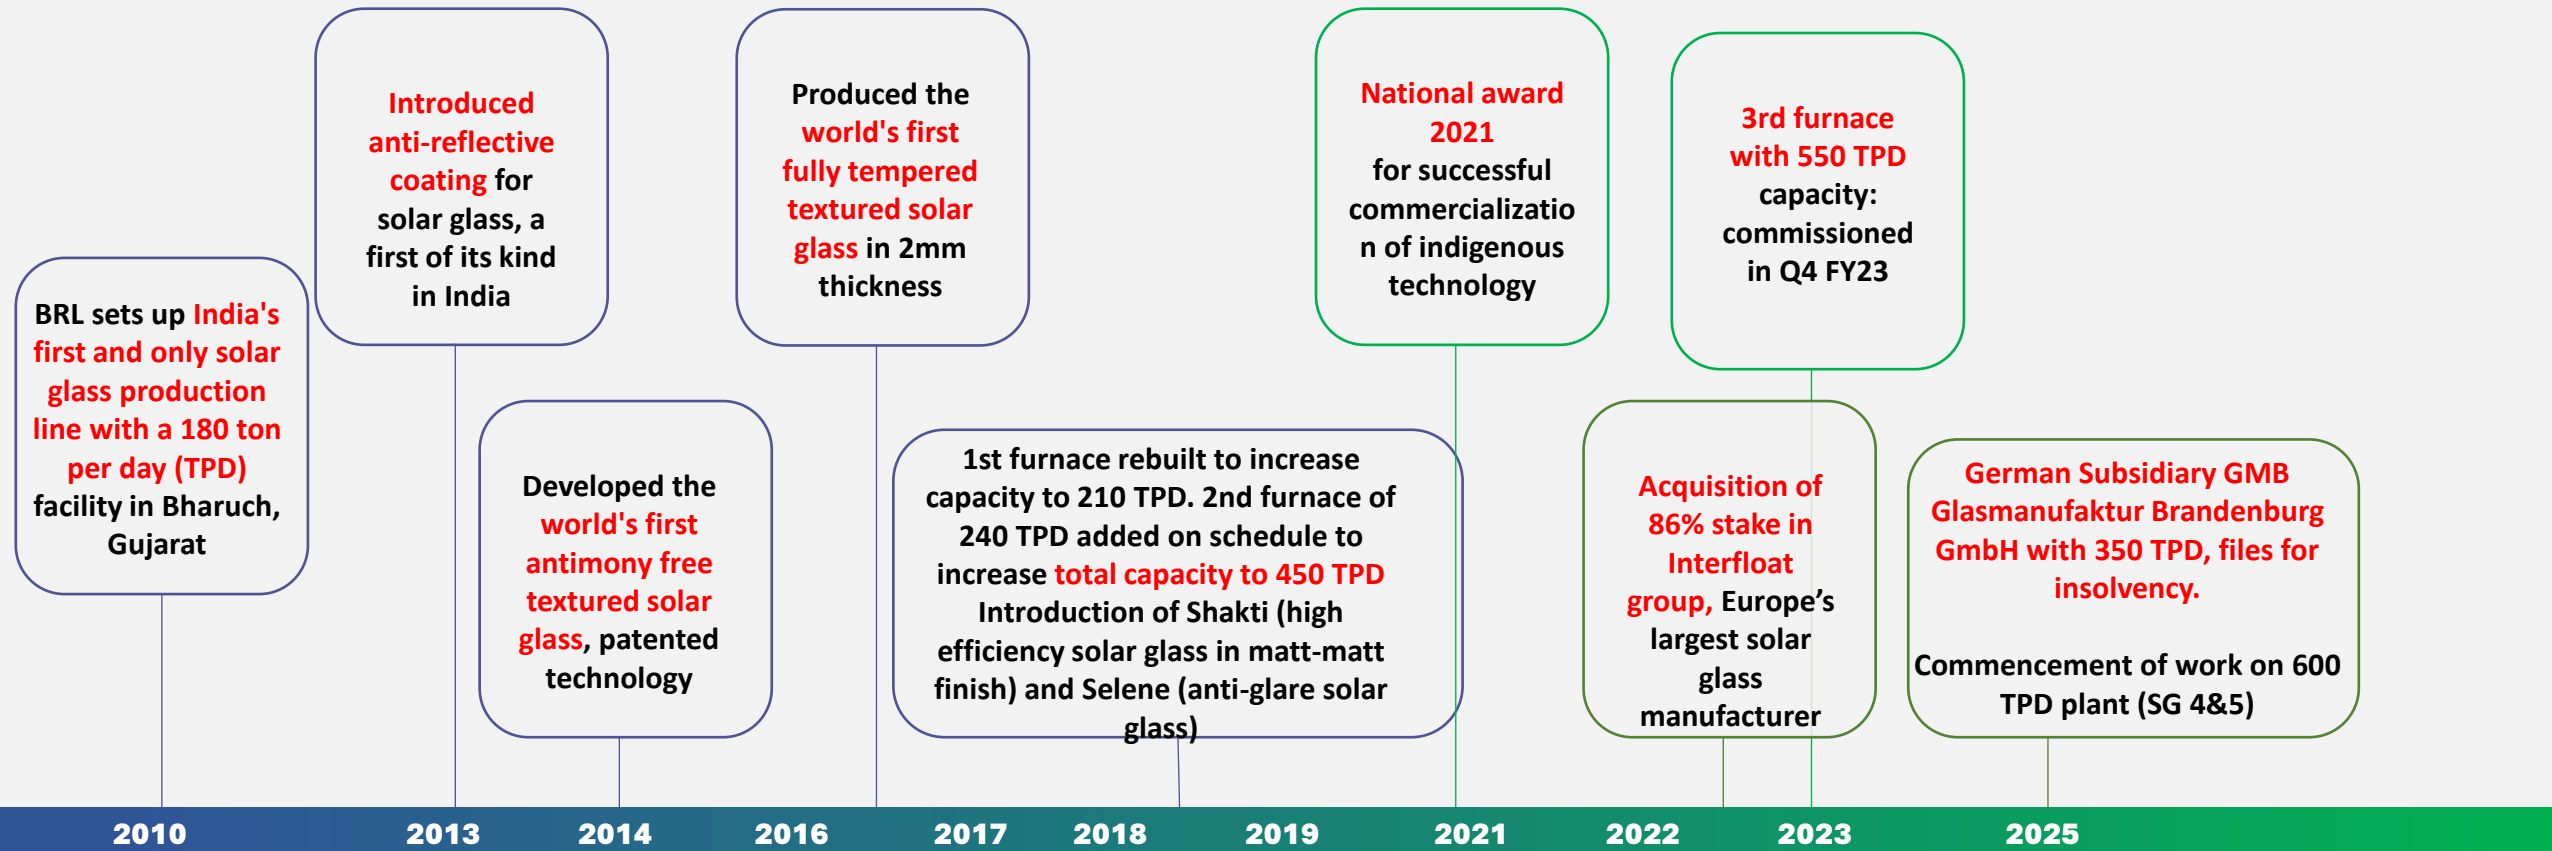 BRL sets up India's
first and only solar
glass production
line with a 180 ton
per day (TPD)
facility in Bharuch,
Gujarat
Introduced
anti-reflective
coating for
solar glass, a
first of its kind
in India
Developed the
world's first
antimony free
textured solar
glass, patented
technology
Produced the
world's first
fully tempered
textured solar
glass in 2mm
thickness
1st furnace rebuilt to increase
capacity to 210 TPD. 2nd furnace of
240 TPD added on schedule to
increase total capacity to 450 TPD
Introduction of Shakti (high
efficiency solar glass in matt-matt
finish) and Selene (anti-glare solar
glass)
National award
2021
for successful
commercializatio
n of indigenous
technology
Acquisition of
86% stake in
Interfloat
group, Europe’s
largest solar
glass
manufacturer
3rd furnace
with 550 TPD
capacity:
commissioned
in Q4 FY23
German Subsidiary GMB
Glasmanufaktur Brandenburg
GmbH with 350 TPD, files for
insolvency.
Commencement of work on 600
TPD plant (SG 4&5)
2010 2013 2014 2016 2017 2018 2019 2021 2022 2023 2025